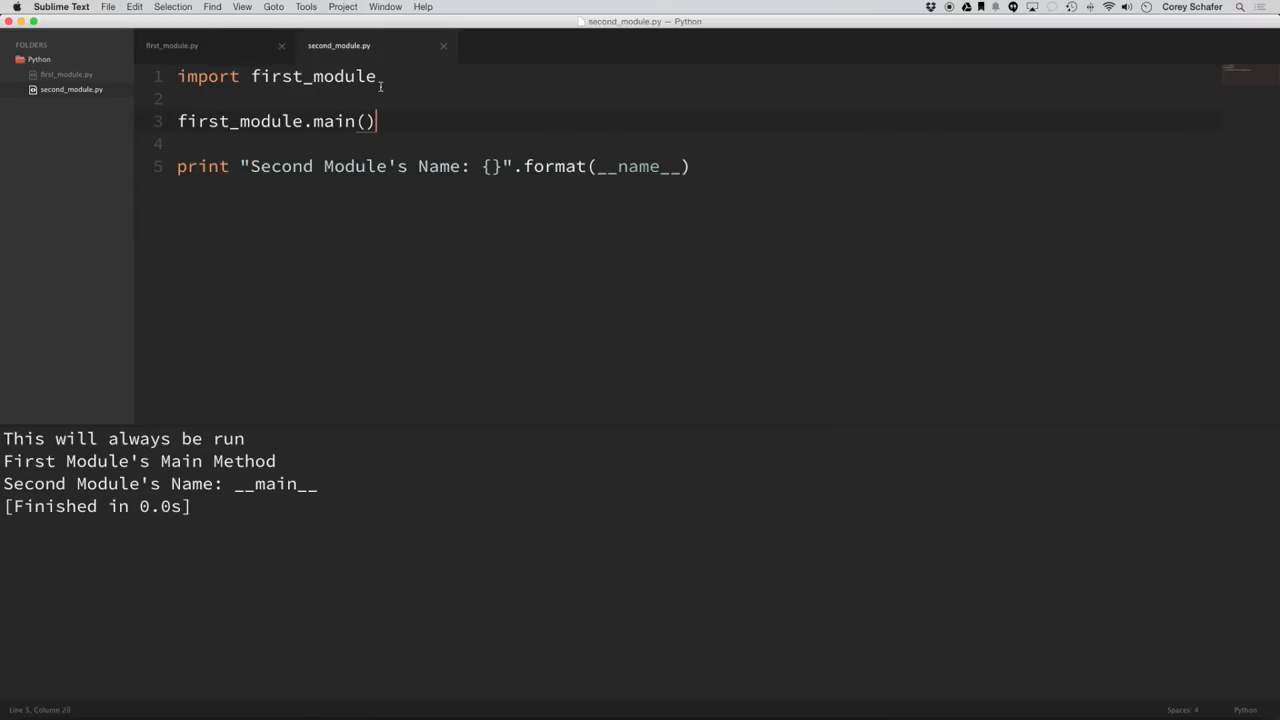 Sublime Text File Edit Selection Find View Goto Tools Project Window Help Corey Schafer
second_module.py — Python
FOLDERS
Python
first_module.py
second_module.py
first_module.py second_module.py
1 import first_module
2
3 first_module.main()
4
5 print "Second Module's Name: {}".format(__name__)
This will always be run
First Module's Main Method
Second Module's Name: __main__
[Finished in 0.0s]
Line 3, Column 20 Spaces: 4 Python